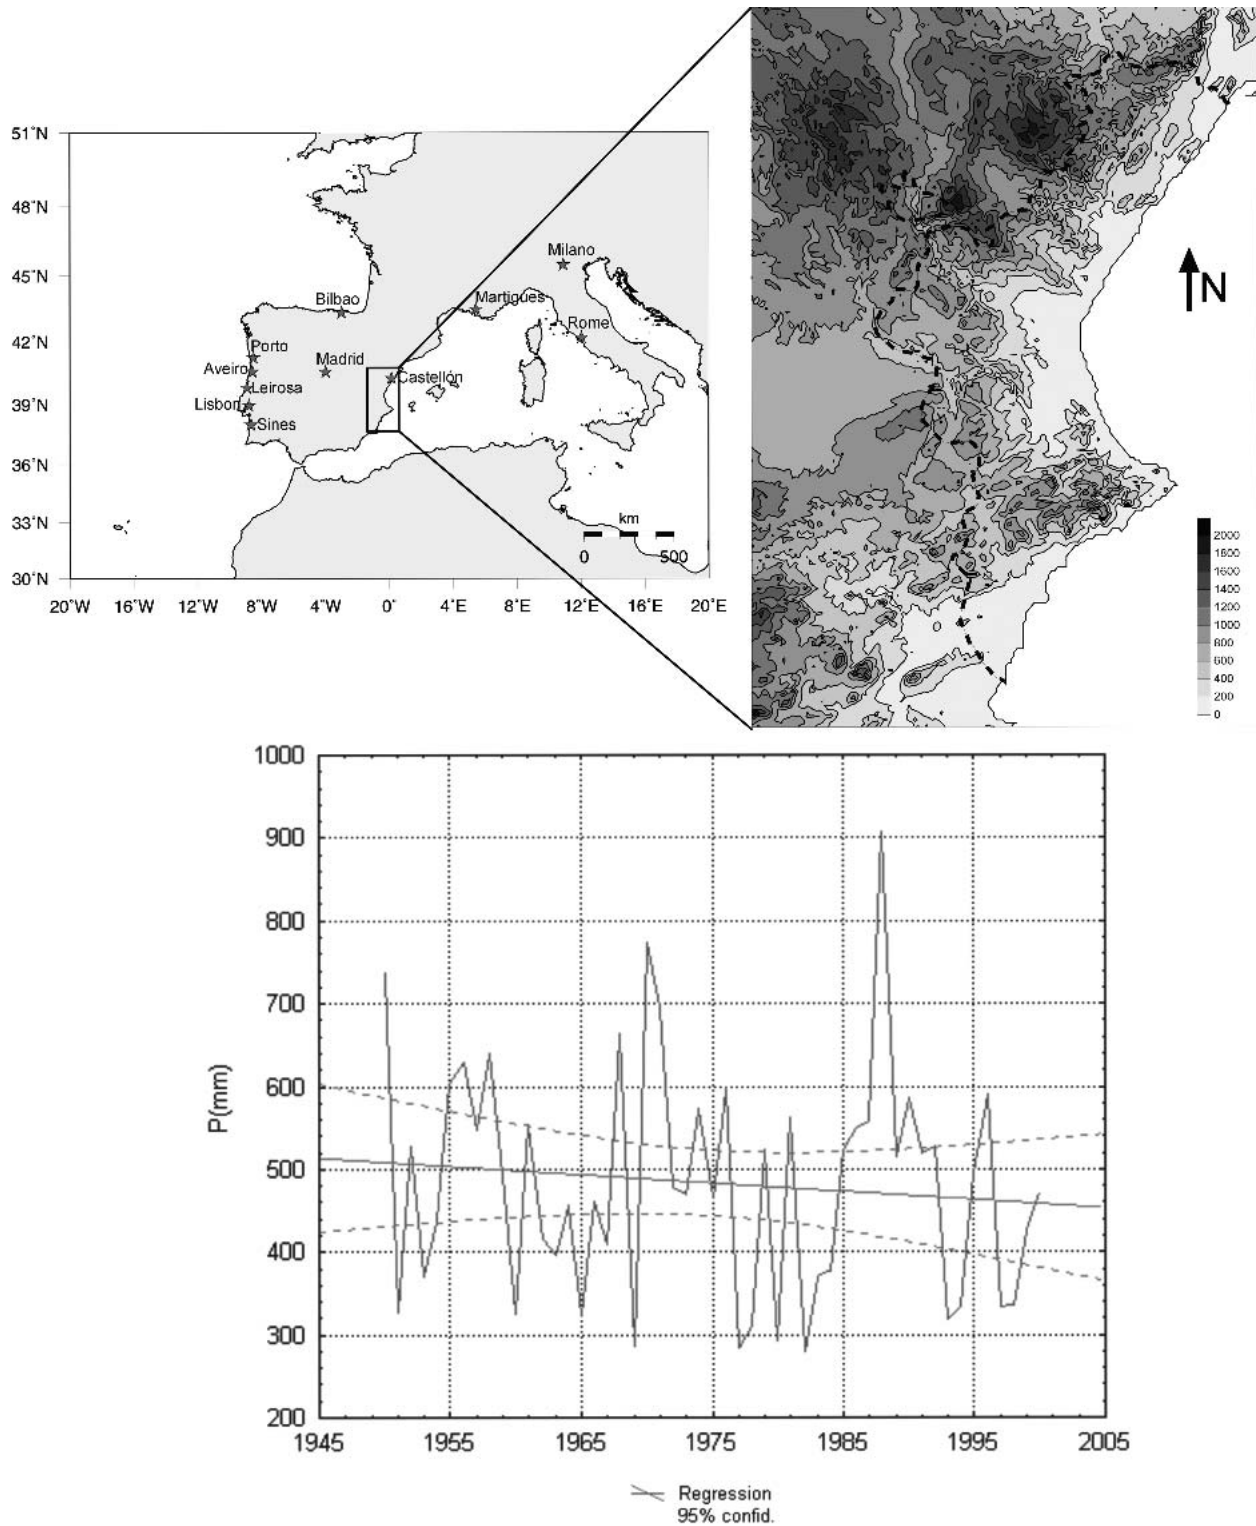 51°N
48°N
45°N
42°N
39°N
36°N
33°N
30°N
20°W 16°W 12°W 8°W 4°W 0° 4°E 8°E 12°E 16°E 20°E
Milano
Bilbao
Martigues
Rome
Porto
Madrid
Aveiro
Castellón
Leirosa
Lisbon
Sines
km
0 500
N
2000
1800
1600
1400
1200
1000
800
600
400
200
0
1000
900
800
700
600
500
400
300
200
P(mm)
1945 1955 1965 1975 1985 1995 2005
Regression
95% confid.